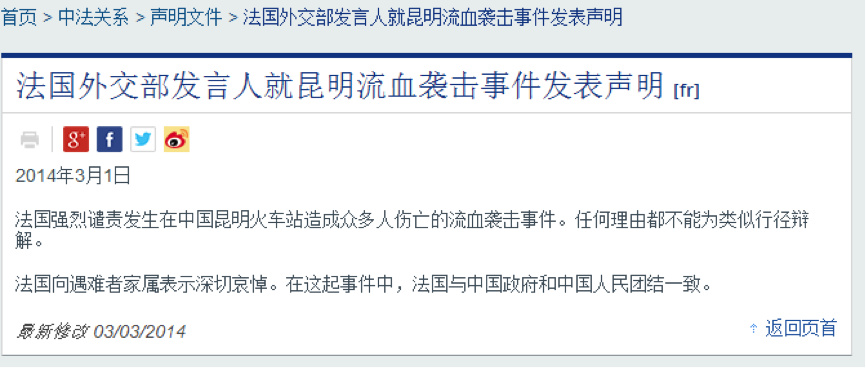 首页 > 中法关系 > 声明文件 > 法国外交部发言人就昆明流血袭击事件发表声明
法国外交部发言人就昆明流血袭击事件发表声明 [fr]
2014年3月1日
法国强烈谴责发生在中国昆明火车站造成众多人伤亡的流血袭击事件。任何理由都不能为类似行径辩
解。
法国向遇难者家属表示深切哀悼。在这起事件中，法国与中国政府和中国人民团结一致。
最新修改 03/03/2014
↑ 返回页首